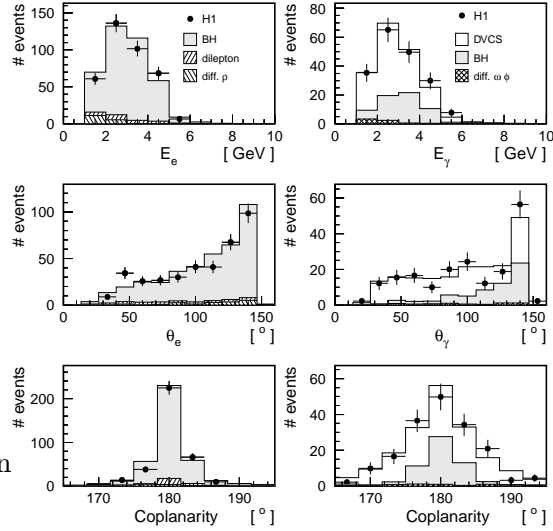 # events
150
100
50
0
H1
BH
dilepton
diff. ρ
0 2 4 6 8 10
E_e [ GeV ]
# events
80
60
40
20
0
H1
DVCS
BH
diff. ω φ
0 2 4 6 8 10
E_γ [ GeV ]
# events
100
50
0
0 50 100 150
θ_e [ ° ]
# events
60
40
20
0
0 50 100 150
θ_γ [ ° ]
# events
200
100
0
170 180 190
Coplanarity [ ° ]
n
# events
60
40
20
0
170 180 190
Coplanarity [ ° ]